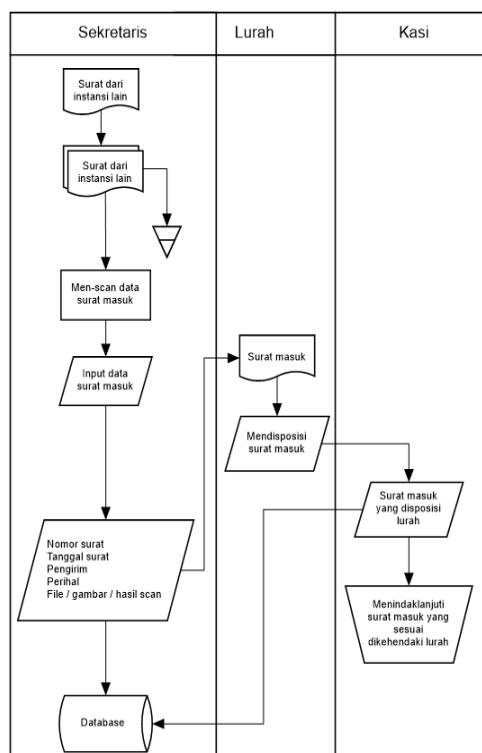 Sekretaris
Lurah
Kasi
Surat dari
instansi lain
Surat dari
instansi lain
Men-scan data
surat masuk
Input data
surat masuk
Surat masuk
Mendisposisi
surat masuk
Surat masuk
yang disposisi
lurah
Nomor surat
Tanggal surat
Pengirim
Perihal
File / gambar / hasil scan
Menindaklanjuti
surat masuk yang
sesuai
dikehendaki lurah
Database